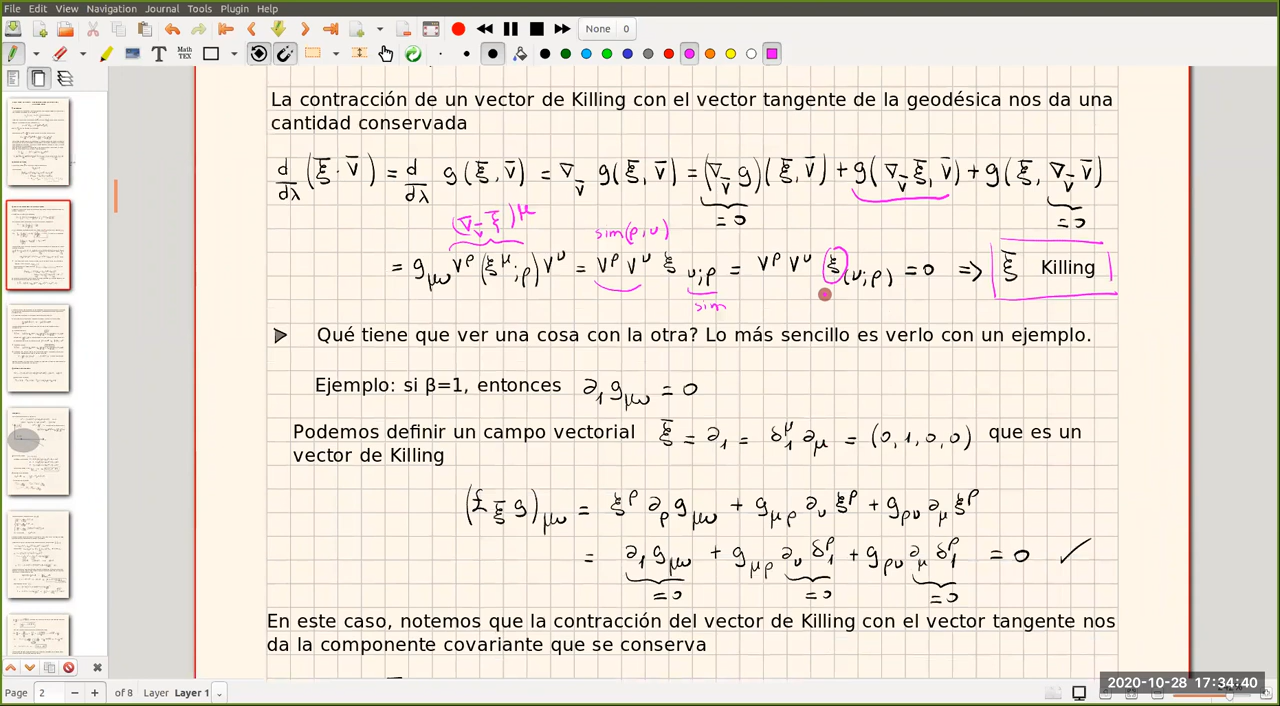 File Edit View Navigation Journal Tools Plugin Help
None 0
T Math TEX
La contracción de un vector de Killing con el vector tangente de la geodésica nos da una
cantidad conservada
d/dλ (ξ̄ · v̄) = d/dλ g(ξ̄, v̄) = ∇_v̄ g(ξ̄, v̄) = (∇_v̄ g)(ξ̄, v̄) + g(∇_v̄ ξ̄, v̄) + g(ξ̄, ∇_v̄ v̄)
=0 =0
(∇_v̄ ξ̄)^μ sim(ρ,ν)
= g_μν v^ρ (ξ^μ_;ρ) v^ν = v^ρ v^ν ξ_ν;ρ = v^ρ v^ν ξ_(ν;ρ) = 0 ⇒ ξ̄ Killing
sim
Qué tiene que ver una cosa con la otra? Lo más sencillo es verlo con un ejemplo.
Ejemplo: si β=1, entonces ∂_1 g_μν = 0
Podemos definir un campo vectorial ξ̄ = ∂_1 = δ^μ_1 ∂_μ = (0,1,0,0) que es un
vector de Killing
(£_ξ̄ g)_μν = ξ^ρ ∂_ρ g_μν + g_μρ ∂_ν ξ^ρ + g_ρν ∂_μ ξ^ρ
= ∂_1 g_μν + g_μρ ∂_ν δ^ρ_1 + g_ρν ∂_μ δ^ρ_1 = 0 ✓
=0 =0 =0
En este caso, notemos que la contracción del vector de Killing con el vector tangente nos
da la componente covariante que se conserva
Page 2 of 8 Layer Layer 1
2020-10-28 17:34:40